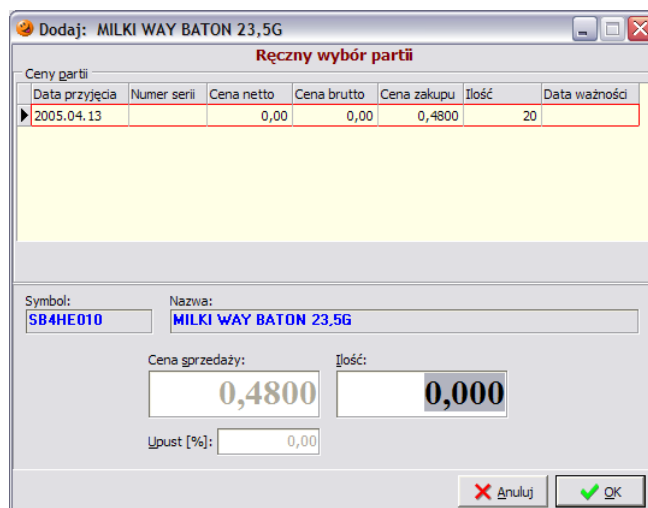 Dodaj: MILKI WAY BATON 23,5G
Ręczny wybór partii
Ceny partii
Data przyjęcia Numer serii Cena netto Cena brutto Cena zakupu Ilość Data ważności
2005.04.13 0,00 0,00 0,4800 20
Symbol: Nazwa:
SB4HE010 MILKI WAY BATON 23,5G
Cena sprzedaży: Ilość:
0,4800 0,000
Upust [%]: 0,00
Anuluj OK